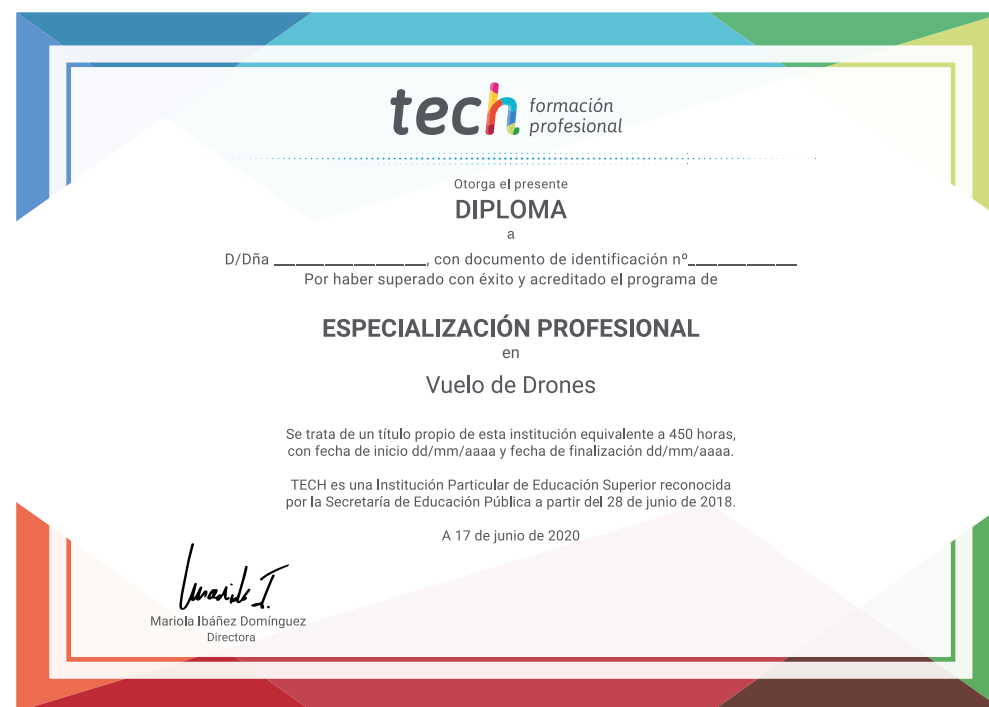 tech formación
profesional
Otorga el presente
DIPLOMA
a
D/Dña ______________, con documento de identificación nº__________
Por haber superado con éxito y acreditado el programa de
ESPECIALIZACIÓN PROFESIONAL
en
Vuelo de Drones
Se trata de un título propio de esta institución equivalente a 450 horas,
con fecha de inicio dd/mm/aaaa y fecha de finalización dd/mm/aaaa.
TECH es una Institución Particular de Educación Superior reconocida
por la Secretaría de Educación Pública a partir del 28 de junio de 2018.
A 17 de junio de 2020
Mariola Ibáñez Domínguez
Directora